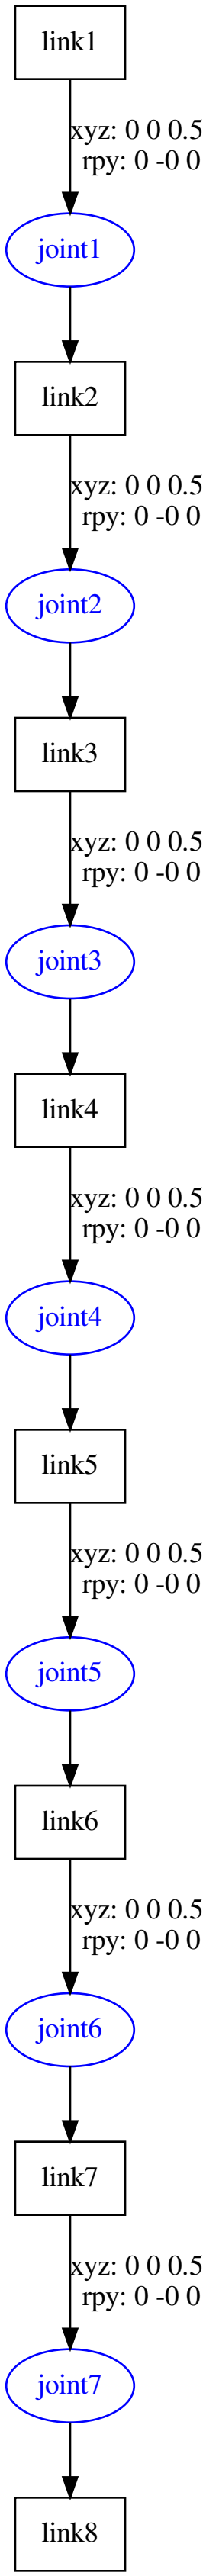 link1
xyz: 0 0 0.5
rpy: 0 -0 0
joint1
link2
xyz: 0 0 0.5
rpy: 0 -0 0
joint2
link3
xyz: 0 0 0.5
rpy: 0 -0 0
joint3
link4
xyz: 0 0 0.5
rpy: 0 -0 0
joint4
link5
xyz: 0 0 0.5
rpy: 0 -0 0
joint5
link6
xyz: 0 0 0.5
rpy: 0 -0 0
joint6
link7
xyz: 0 0 0.5
rpy: 0 -0 0
joint7
link8